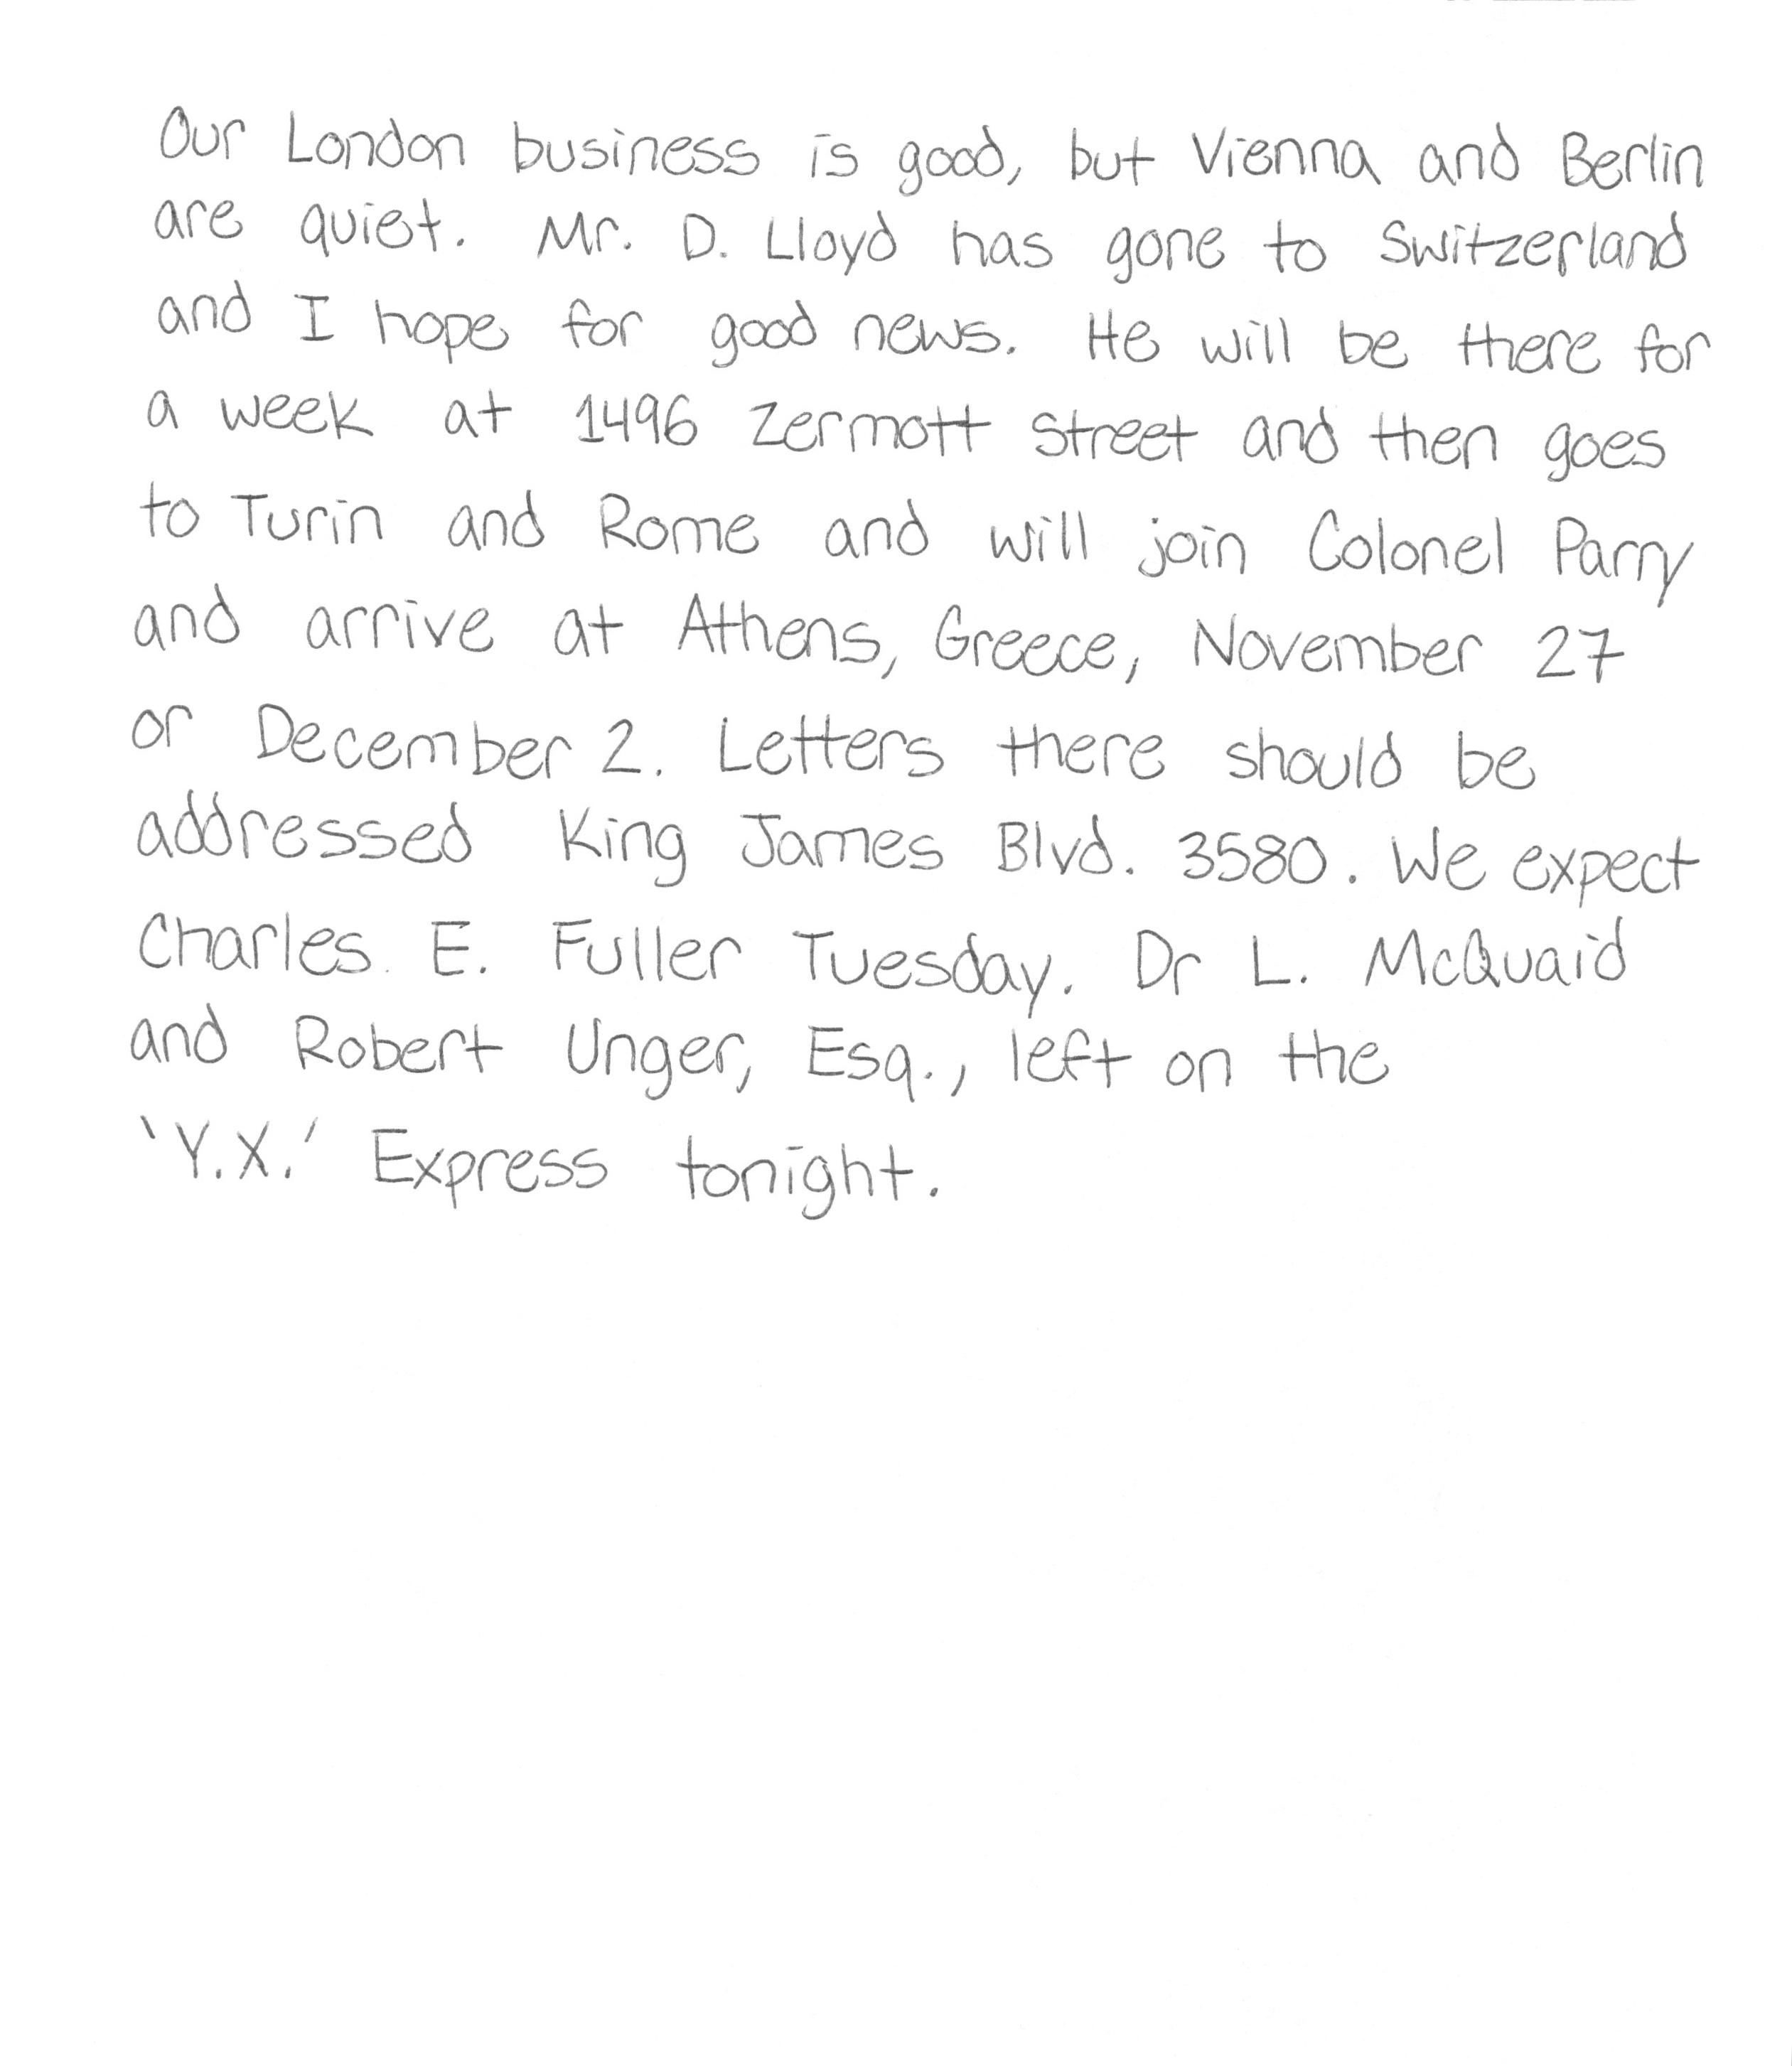 Our London business is good, but Vienna and Berlin
are quiet. Mr. D. Lloyd has gone to Switzerland
and I hope for good news. He will be there for
a week at 1496 Zermott Street and then goes
to Turin and Rome and will join Colonel Parry
and arrive at Athens, Greece, November 27
or December 2. Letters there should be
addressed King James Blvd. 3580. We expect
Charles E. Fuller Tuesday. Dr L. McQuaid
and Robert Unger, Esq., left on the
'Y.X.' Express tonight.